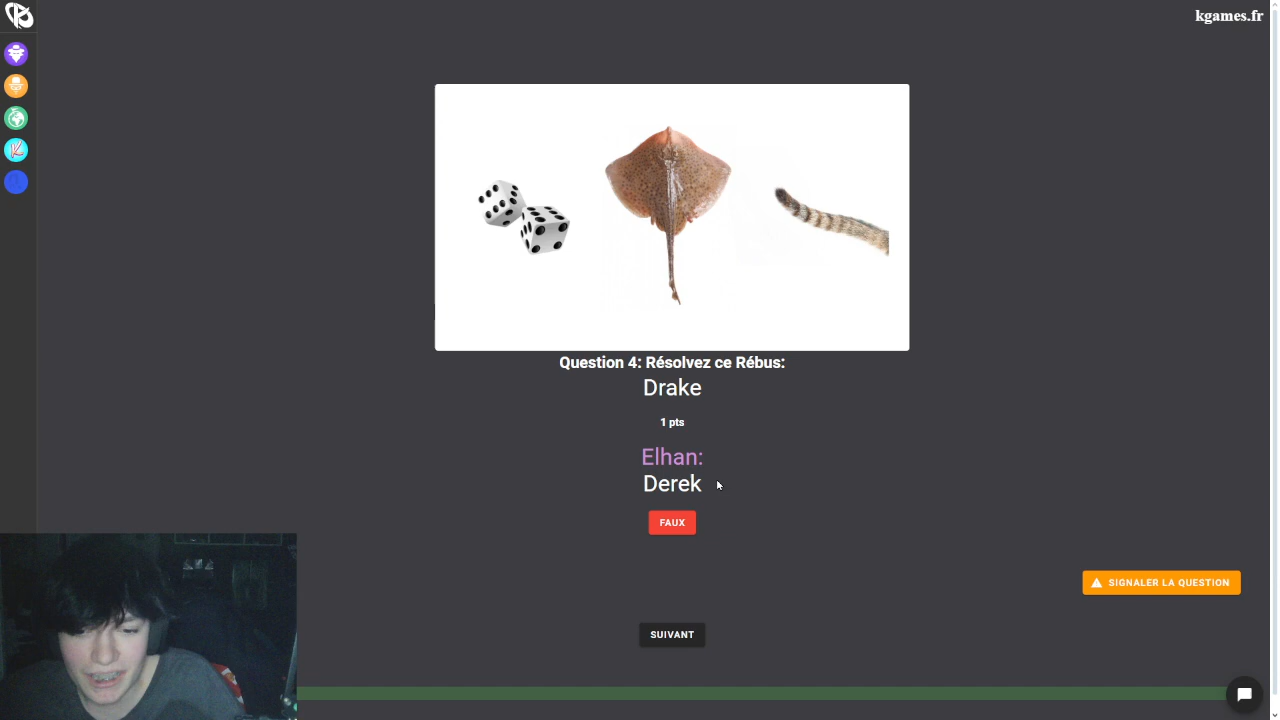 kgames.fr
Question 4: Résolvez ce Rébus:
Drake
1 pts
Elhan:
Derek
FAUX
SIGNALER LA QUESTION
SUIVANT